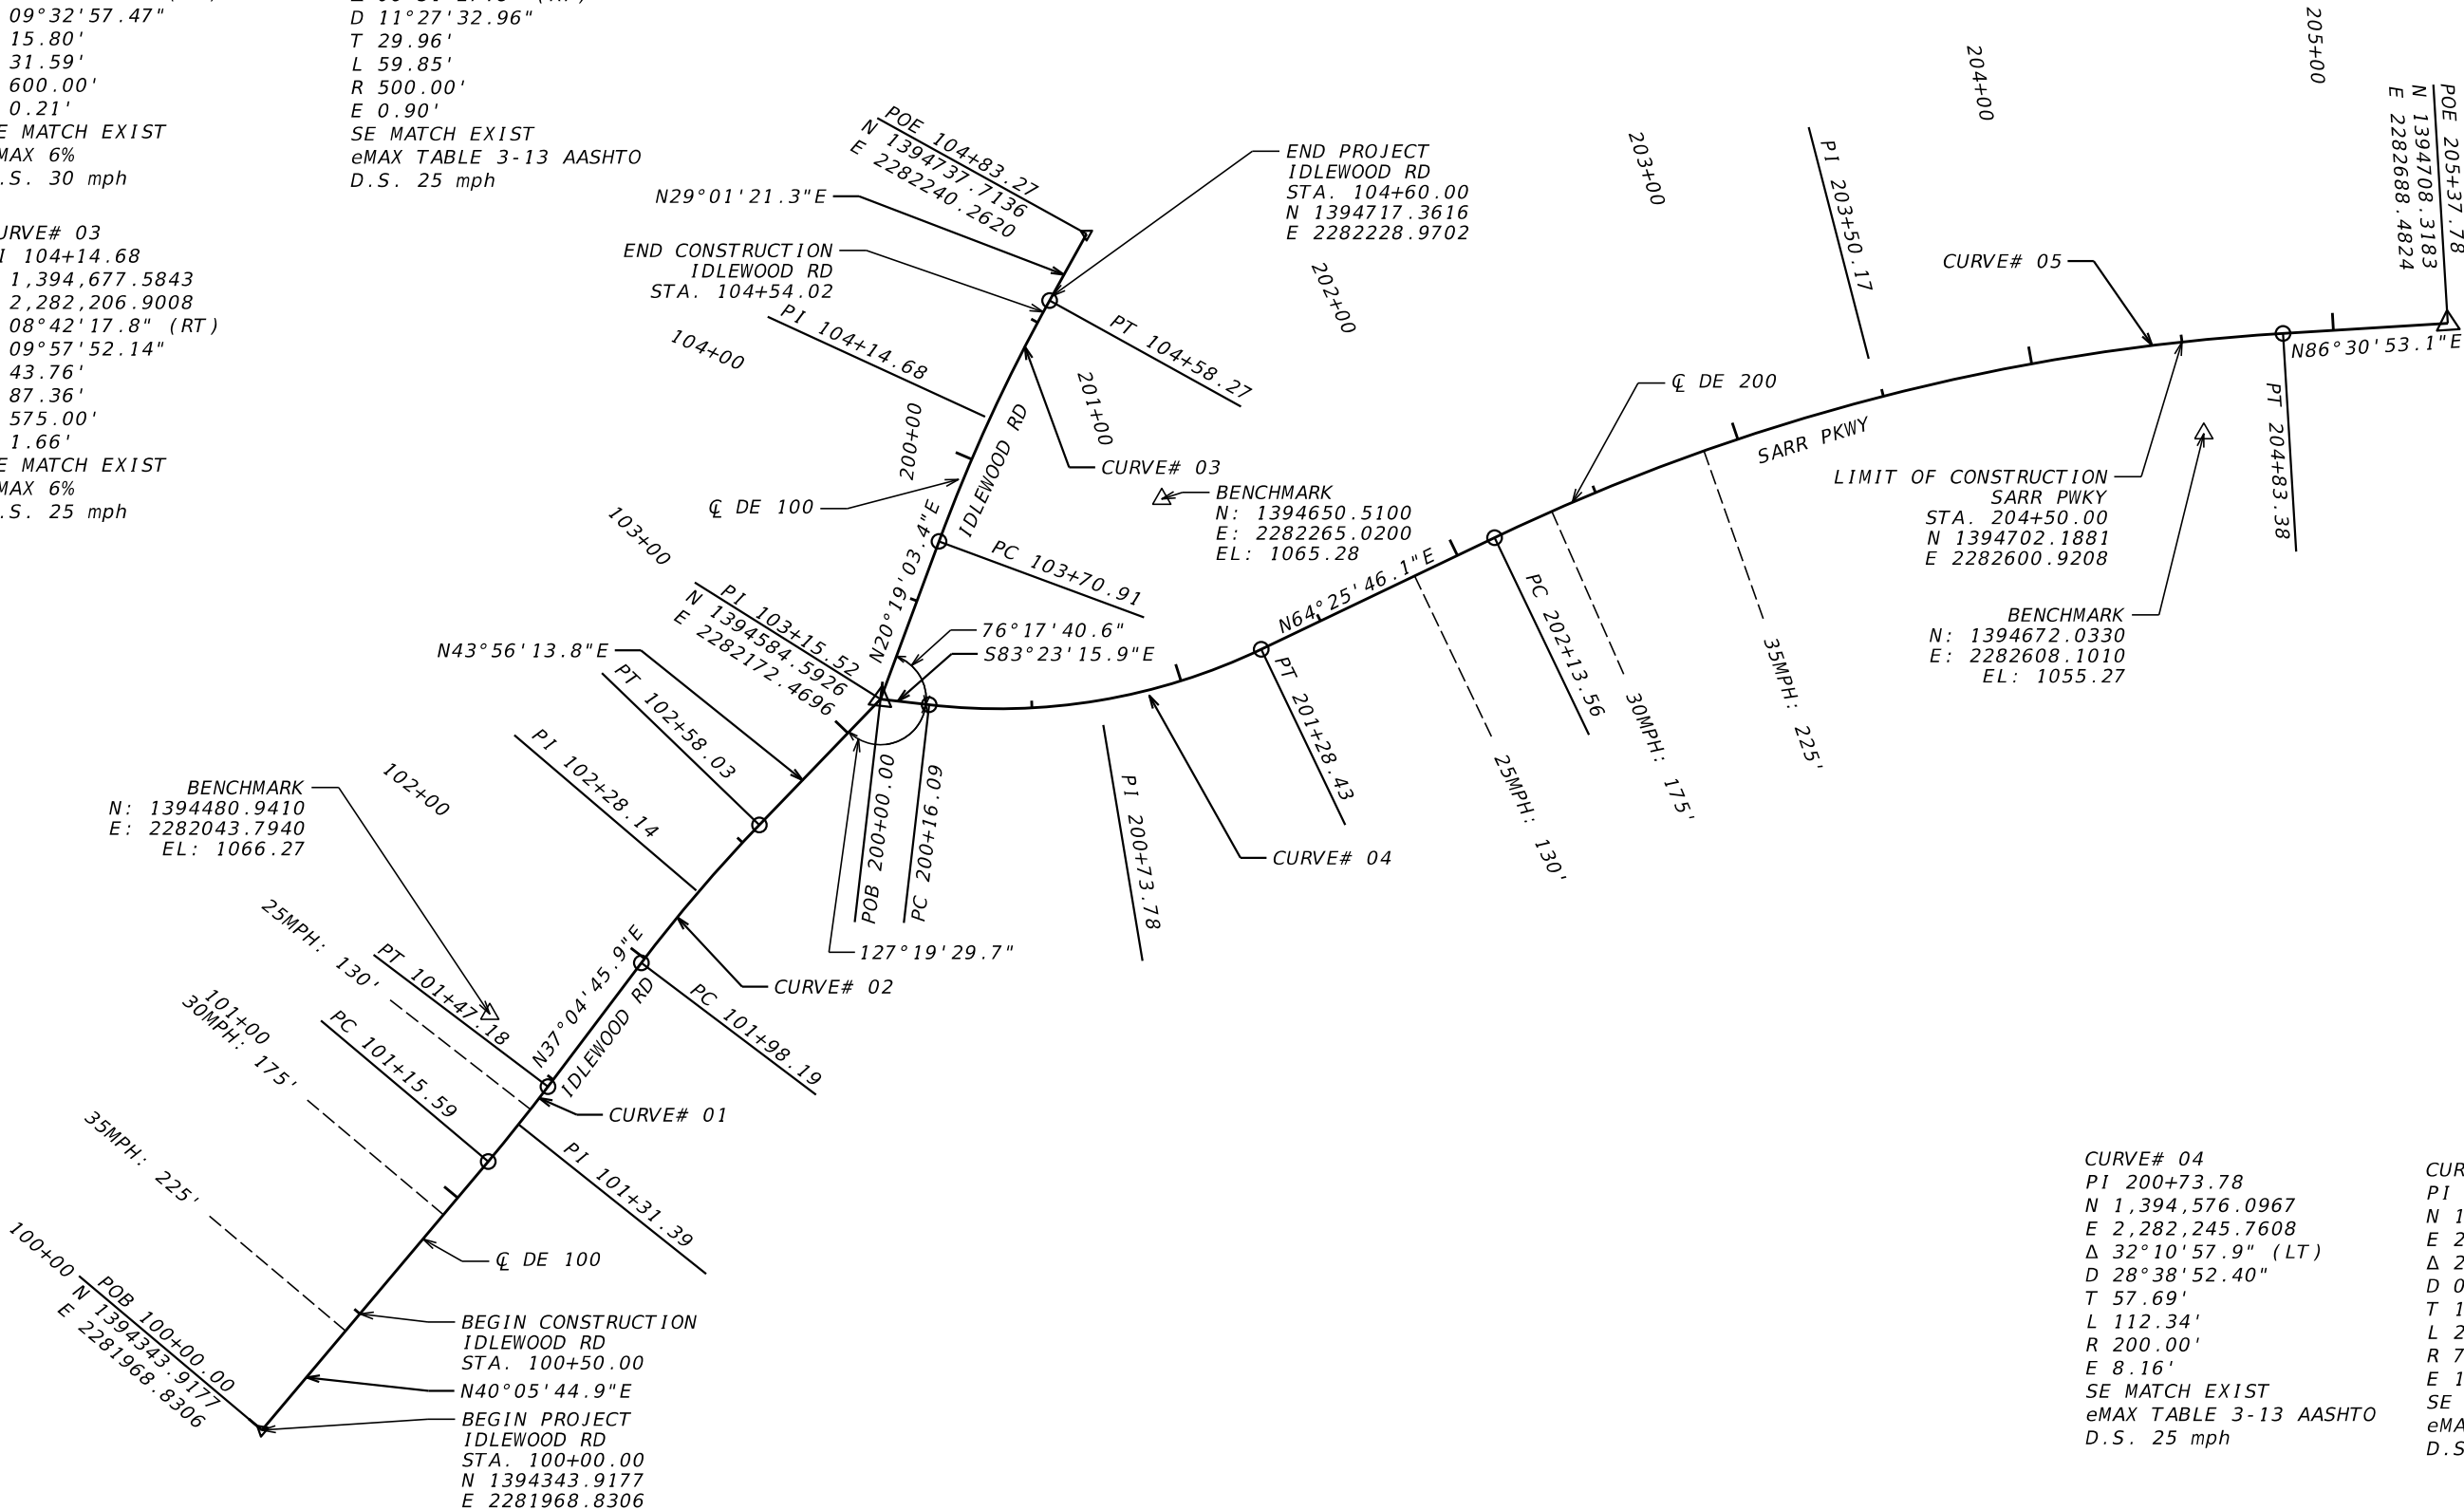 09°32'57.47"
15.80'
31.59'
600.00'
0.21'
MATCH EXIST
6%
30 mph
D 11°27'32.96"
T 29.96'
L 59.85'
R 500.00'
E 0.90'
SE MATCH EXIST
eMAX TABLE 3-13 AASHTO
D.S. 25 mph
03
104+14.68
1,394,677.5843
2,282,206.9008
08°42'17.8" (RT)
09°57'52.14"
43.76'
87.36'
575.00'
1.66'
MATCH EXIST
6%
25 mph
POE 104+83.27
N 1394737.7136
E 2282240.2620
N29°01'21.3"E
END CONSTRUCTION
IDLEWOOD RD
STA. 104+54.02
END PROJECT
IDLEWOOD RD
STA. 104+60.00
N 1394717.3616
E 2282228.9702
PI 104+14.68
104+00
PT 104+58.27
200+00
201+00
202+00
203+00
204+00
205+00
PI 203+50.17
POE 205+37.78
N 1394708.3183
E 2282688.4824
CURVE# 05
N86°30'53.1"E
PT 204+83.38
℄ DE 200
SARR PKWY
LIMIT OF CONSTRUCTION
SARR PWKY
STA. 204+50.00
N 1394702.1881
E 2282600.9208
BENCHMARK
N: 1394672.0330
E: 2282608.1010
EL: 1055.27
IDLEWOOD RD
CURVE# 03
℄ DE 100
BENCHMARK
N: 1394650.5100
E: 2282265.0200
EL: 1065.28
103+00
N20°19'03.4"E
PC 103+70.91
PI 103+15.52
N 1394584.5926
E 2282172.4696
76°17'40.6"
S83°23'15.9"E
N64°25'46.1"E
N43°56'13.8"E
PT 102+58.03
PI 102+28.14
102+00
PT 201+28.43
PC 202+13.56
25MPH: 130'
30MPH: 175'
35MPH: 225'
BENCHMARK
N: 1394480.9410
E: 2282043.7940
EL: 1066.27
POB 200+00.00
PC 200+16.09
PI 200+73.78
CURVE# 04
127°19'29.7"
CURVE# 02
PC 101+98.19
N37°04'45.9"E
IDLEWOOD RD
25MPH: 130'
PT 101+47.18
101+00
30MPH: 175'
PC 101+15.59
CURVE# 01
PI 101+31.39
35MPH: 225'
100+00
POB 100+00.00
N 1394343.9177
E 2281968.8306
℄ DE 100
BEGIN CONSTRUCTION
IDLEWOOD RD
STA. 100+50.00
N40°05'44.9"E
BEGIN PROJECT
IDLEWOOD RD
STA. 100+00.00
N 1394343.9177
E 2281968.8306
CURVE# 04
PI 200+73.78
N 1,394,576.0967
E 2,282,245.7608
Δ 32°10'57.9" (LT)
D 28°38'52.40"
T 57.69'
L 112.34'
R 200.00'
E 8.16'
SE MATCH EXIST
eMAX TABLE 3-13 AASHTO
D.S. 25 mph
PI
N
E
Δ
D
T
L
R
E
SE